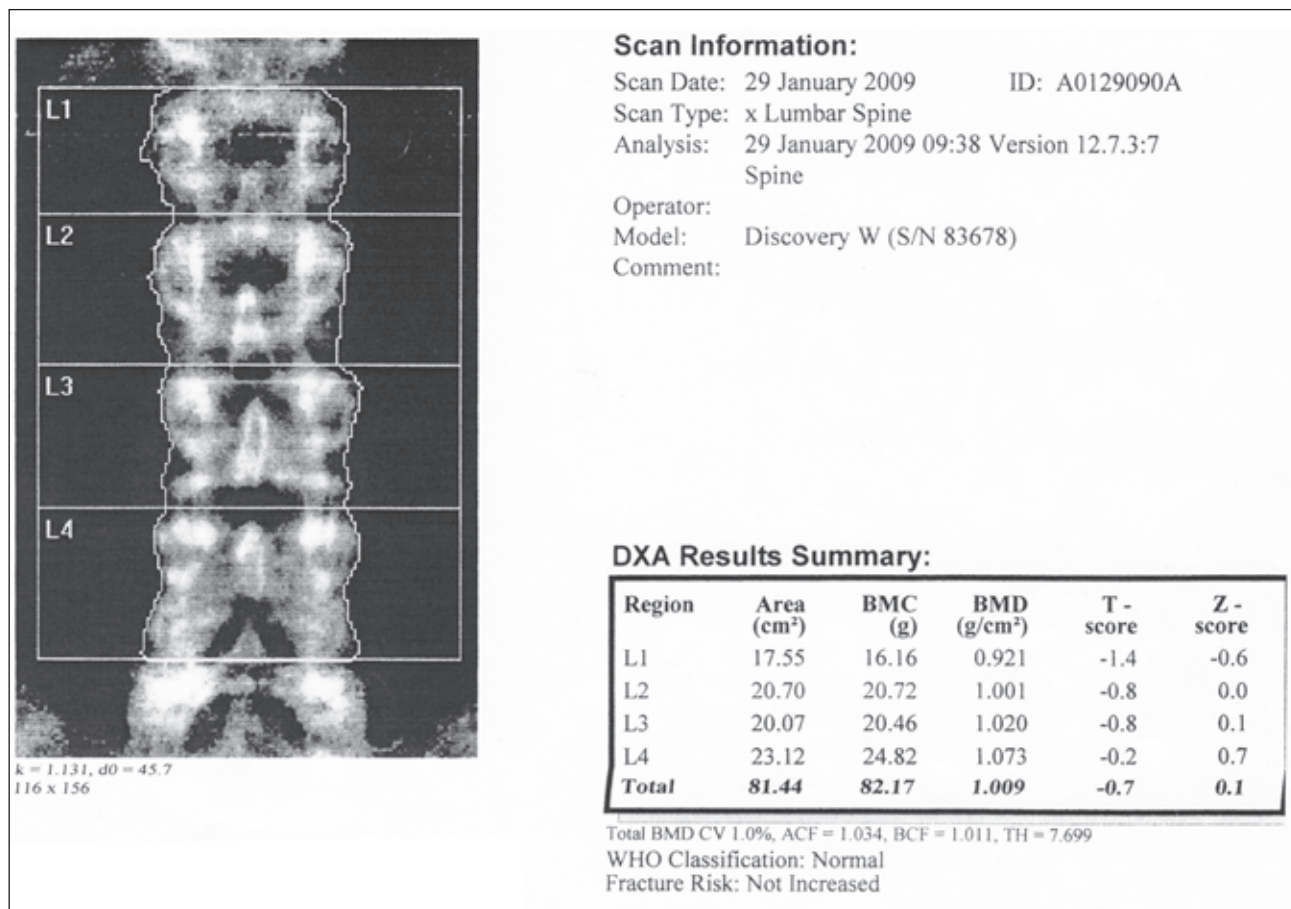 L1
L2
L3
L4
k = 1.131, d0 = 45.7
116 x 156
Scan Information:
Scan Date: 29 January 2009 ID: A0129090A
Scan Type: x Lumbar Spine
Analysis: 29 January 2009 09:38 Version 12.7.3:7
Spine
Operator:
Model: Discovery W (S/N 83678)
Comment:
DXA Results Summary:
Region Area BMC BMD T - Z -
(cm²) (g) (g/cm²) score score
L1 17.55 16.16 0.921 -1.4 -0.6
L2 20.70 20.72 1.001 -0.8 0.0
L3 20.07 20.46 1.020 -0.8 0.1
L4 23.12 24.82 1.073 -0.2 0.7
Total 81.44 82.17 1.009 -0.7 0.1
Total BMD CV 1.0%, ACF = 1.034, BCF = 1.011, TH = 7.699
WHO Classification: Normal
Fracture Risk: Not Increased